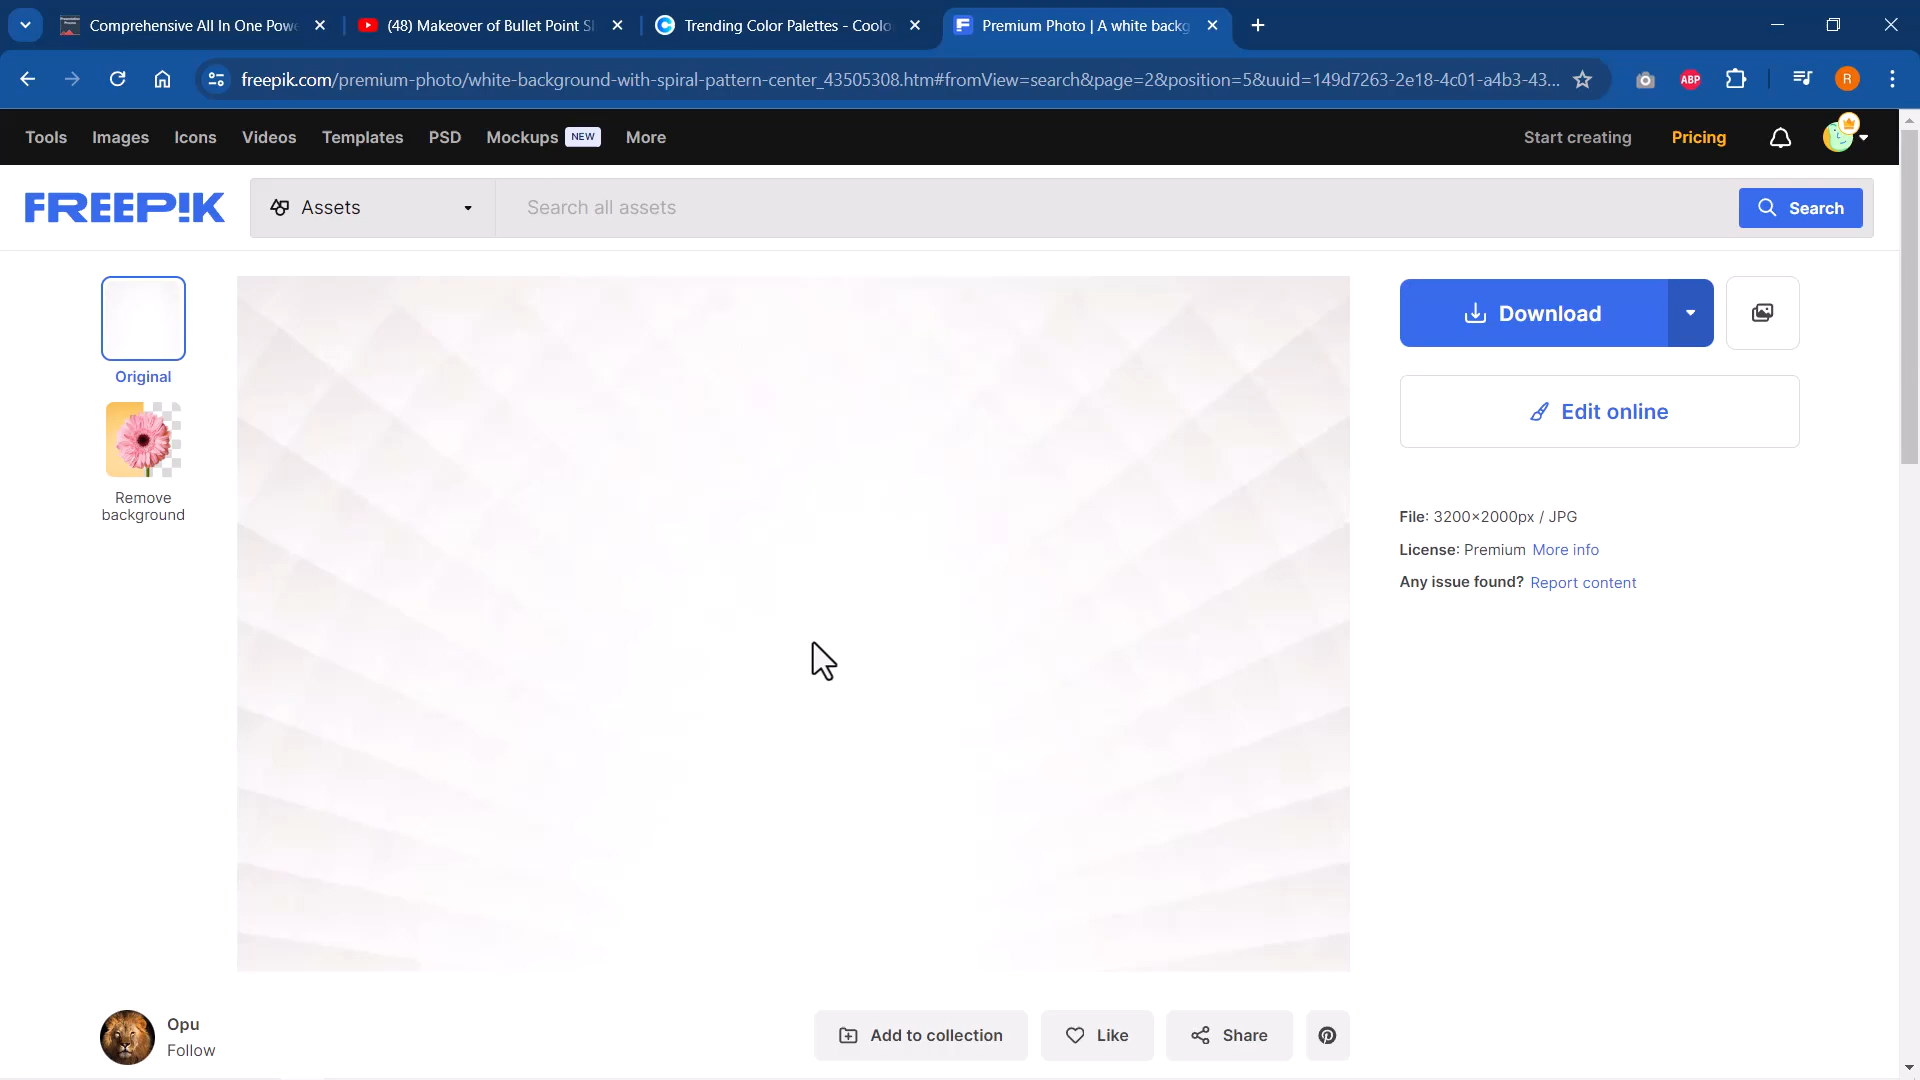 Comprehensive All In One Powe
(48) Makeover of Bullet Point Sl
Trending Color Palettes - Coolo
Premium Photo | A white backg
freepik.com/premium-photo/white-background-with-spiral-pattern-center_43505308.htm#fromView=search&page=2&position=5&uuid=149d7263-2e18-4c01-a4b3-43...
ABP
R
Tools Images Icons Videos Templates PSD Mockups NEW More
Start creating Pricing
FREEP!K
Assets
Search all assets
Search
Original
Remove
background
Download
Edit online
File: 3200×2000px / JPG
License: Premium More info
Any issue found? Report content
Opu
Follow
Add to collection
Like
Share